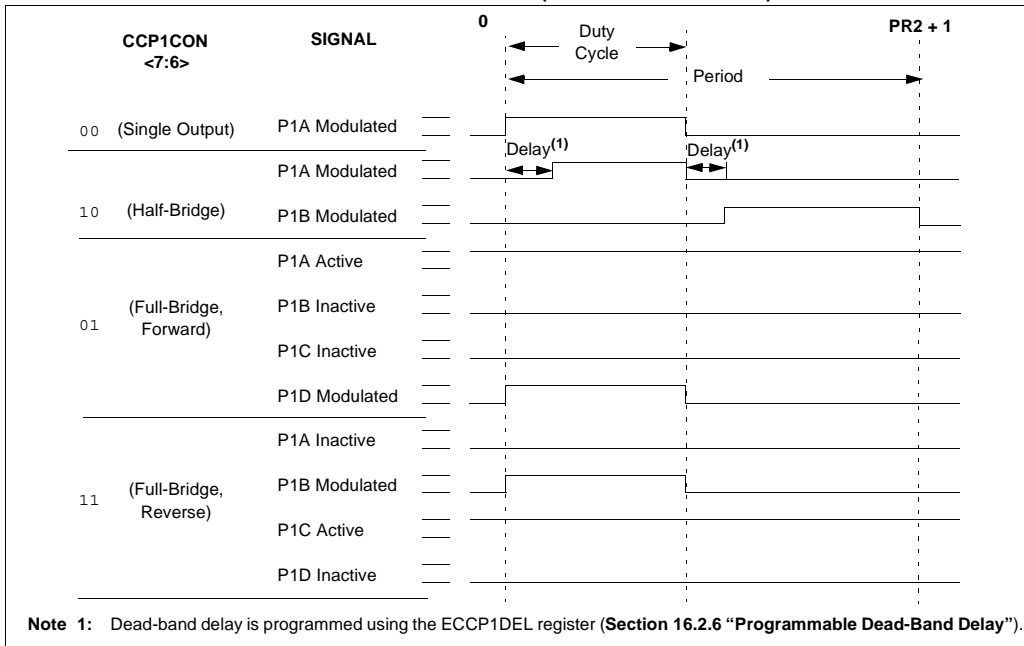 0
PR2 + 1
CCP1CON
<7:6>
SIGNAL
Duty
Cycle
Period
00
(Single Output)
P1A Modulated
Delay(1)
Delay(1)
P1A Modulated
10
(Half-Bridge)
P1B Modulated
P1A Active
01
(Full-Bridge,
Forward)
P1B Inactive
P1C Inactive
P1D Modulated
P1A Inactive
11
(Full-Bridge,
Reverse)
P1B Modulated
P1C Active
P1D Inactive
Note 1: Dead-band delay is programmed using the ECCP1DEL register (Section 16.2.6 “Programmable Dead-Band Delay”).